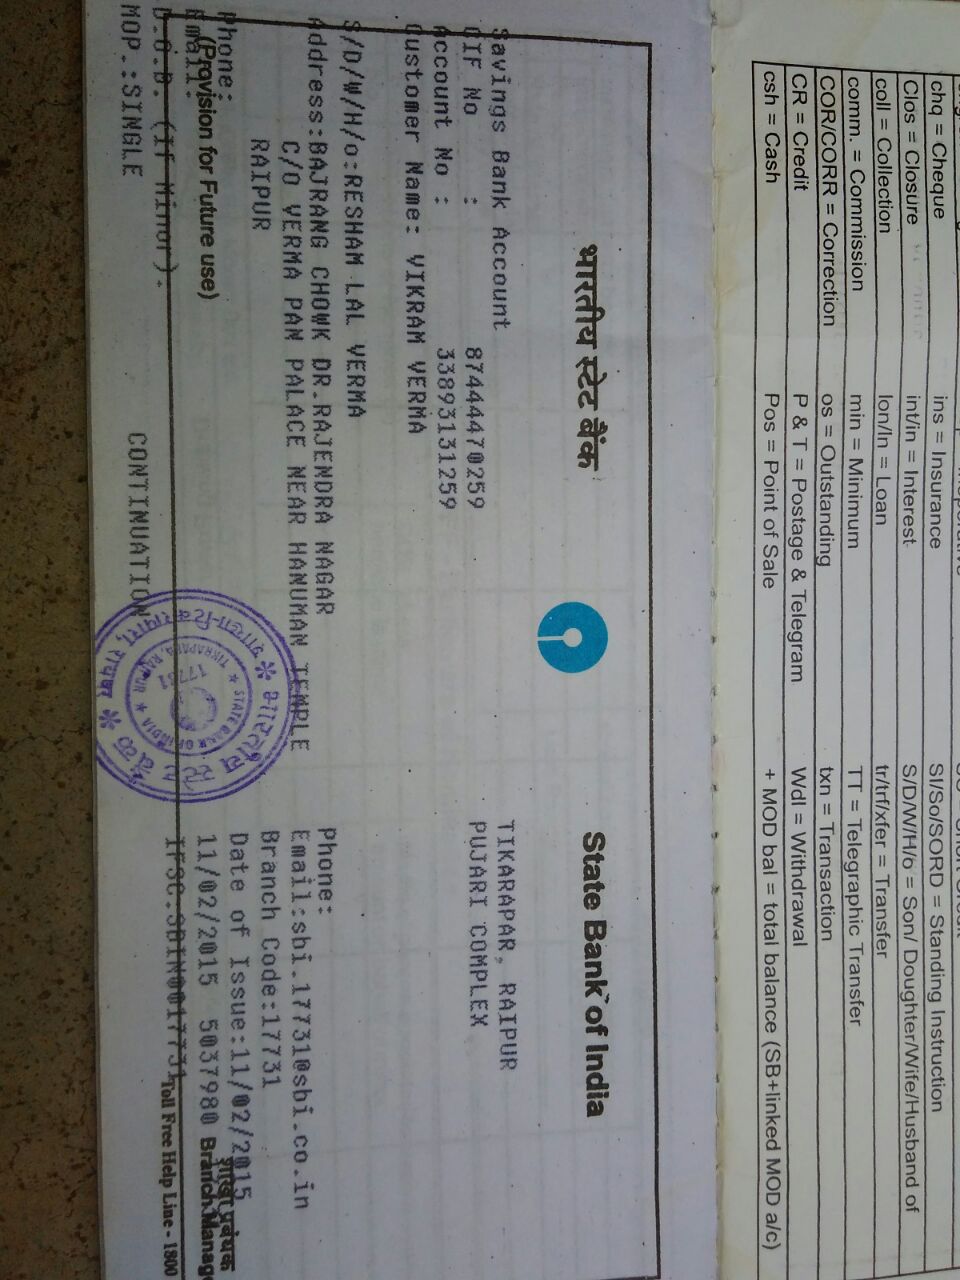 chq = Cheque ins = Insurance SI/So/SORD = Standing Instruction
Clos = Closure int/in = Interest S/D/W/H/o = Son/ Doughter/Wife/Husband of
coll = Collection lon/ln = Loan tr/trf/xfer = Transfer
comm. = Commission min = Minimum TT = Telegraphic Transfer
COR/CORR = Correction os = Outstanding txn = Transaction
CR = Credit P & T = Postage & Telegram Wdl = Withdrawal
csh = Cash Pos = Point of Sale + MOD bal = total balance (SB+linked MOD a/c)
भारतीय स्टेट बैंक State Bank of India
Savings Bank Account TIKARAPAR, RAIPUR
CIF No : 87444470259 PUJARI COMPLEX
Account No : 33893131259
Customer Name: VIKRAM VERMA
S/D/W/H/o:RESHAM LAL VERMA
Address:BAJRANG CHOWK DR.RAJENDRA NAGAR Phone:
C/O VERMA PAN PALACE NEAR HANUMAN TEMPLE Email:sbi.17731@sbi.co.in
RAIPUR Branch Code:17731
Phone: Date of Issue:11/02/2015
Email: 11/02/2015 5037980
(Provision for Future use) शाखा प्रबंधक
Branch Manag
D.O.B. (If Minor). IFSC.SBIN0017731
Toll Free Help Line - 1800
MOP.:SINGLE CONTINUATION
भारतीय स्टेट बैंक
STATE BANK OF INDIA
TIKRAPARA, RAIPUR
17731